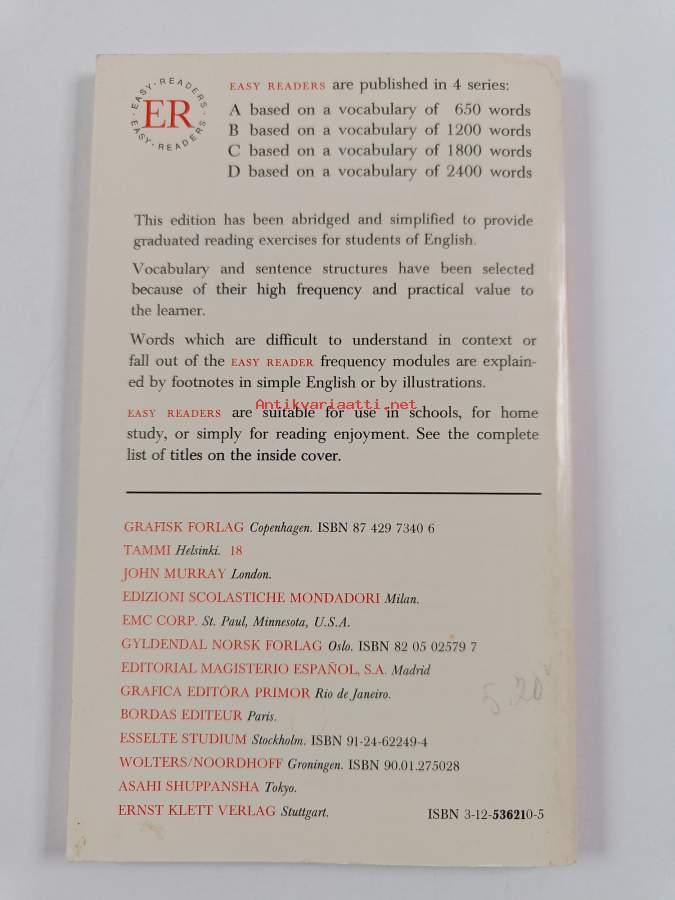 · EASY · READERS · EASY · READERS
ER
EASY READERS are published in 4 series:
A based on a vocabulary of 650 words
B based on a vocabulary of 1200 words
C based on a vocabulary of 1800 words
D based on a vocabulary of 2400 words
This edition has been abridged and simplified to provide
graduated reading exercises for students of English.
Vocabulary and sentence structures have been selected
because of their high frequency and practical value to
the learner.
Words which are difficult to understand in context or
fall out of the EASY READER frequency modules are explain-
ed by footnotes in simple English or by illustrations.
Antikvariaatti.net
EASY READERS are suitable for use in schools, for home
study, or simply for reading enjoyment. See the complete
list of titles on the inside cover.
GRAFISK FORLAG Copenhagen. ISBN 87 429 7340 6
TAMMI Helsinki. 18
JOHN MURRAY London.
EDIZIONI SCOLASTICHE MONDADORI Milan.
EMC CORP. St. Paul, Minnesota, U.S.A.
GYLDENDAL NORSK FORLAG Oslo. ISBN 82 05 02579 7
EDITORIAL MAGISTERIO ESPAÑOL, S.A. Madrid
GRAFICA EDITÓRA PRIMOR Rio de Janeiro.
5,20
BORDAS EDITEUR Paris.
ESSELTE STUDIUM Stockholm. ISBN 91-24-62249-4
WOLTERS/NOORDHOFF Groningen. ISBN 90.01.275028
ASAHI SHUPPANSHA Tokyo.
ERNST KLETT VERLAG Stuttgart.
ISBN 3-12-536210-5